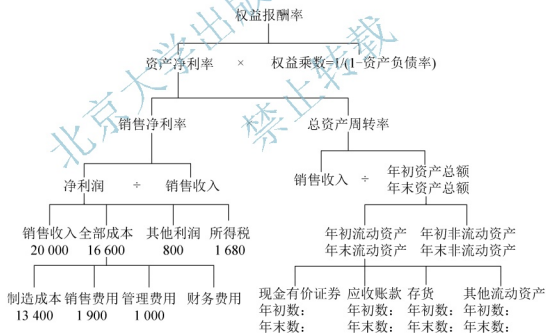 权益报酬率
资产净利率 × 权益乘数=1/(1-资产负债率)
销售净利率 总资产周转率
净利润 ÷ 销售收入 销售收入 ÷ 年初资产总额
年末资产总额
销售收入 全部成本 其他利润 所得税
20 000 16 600 800 1 680
年初流动资产 年初非流动资产
年末流动资产 年末非流动资产
制造成本 销售费用 管理费用 财务费用
13 400 1 900 1 000
现金有价证券 应收账款 存货 其他流动资产
年初数: 年初数: 年初数: 年初数:
年末数: 年末数: 年末数: 年末数:
北京大学出版
禁止转载